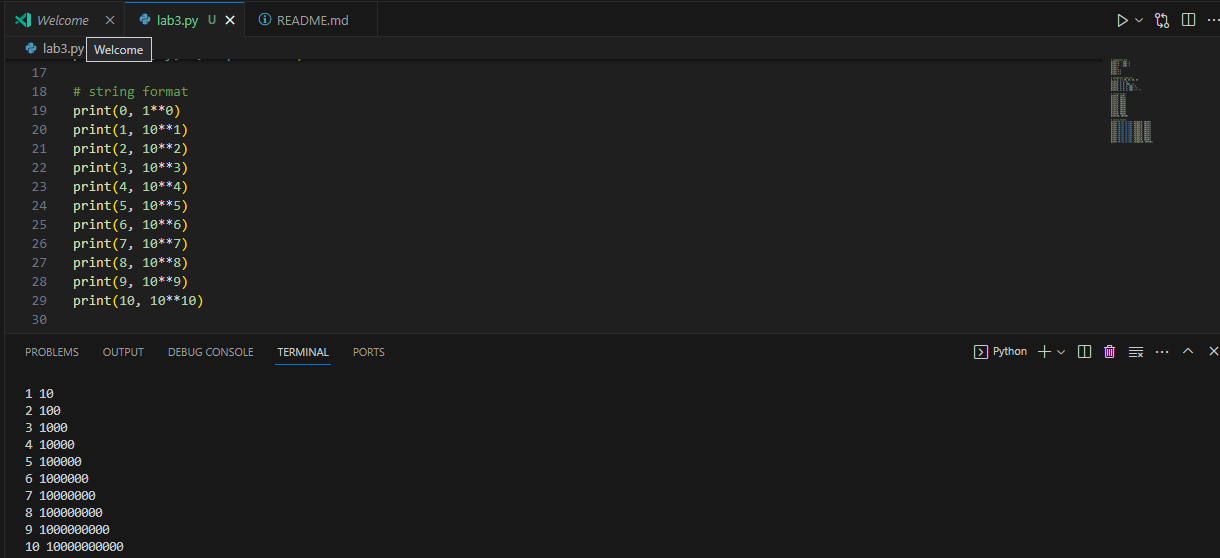 Welcome
lab3.py U
README.md
lab3.py
Welcome
17
18 # string format
19 print(0, 1**0)
20 print(1, 10**1)
21 print(2, 10**2)
22 print(3, 10**3)
23 print(4, 10**4)
24 print(5, 10**5)
25 print(6, 10**6)
26 print(7, 10**7)
27 print(8, 10**8)
28 print(9, 10**9)
29 print(10, 10**10)
30
PROBLEMS OUTPUT DEBUG CONSOLE TERMINAL PORTS Python
1 10
2 100
3 1000
4 10000
5 100000
6 1000000
7 10000000
8 100000000
9 1000000000
10 10000000000